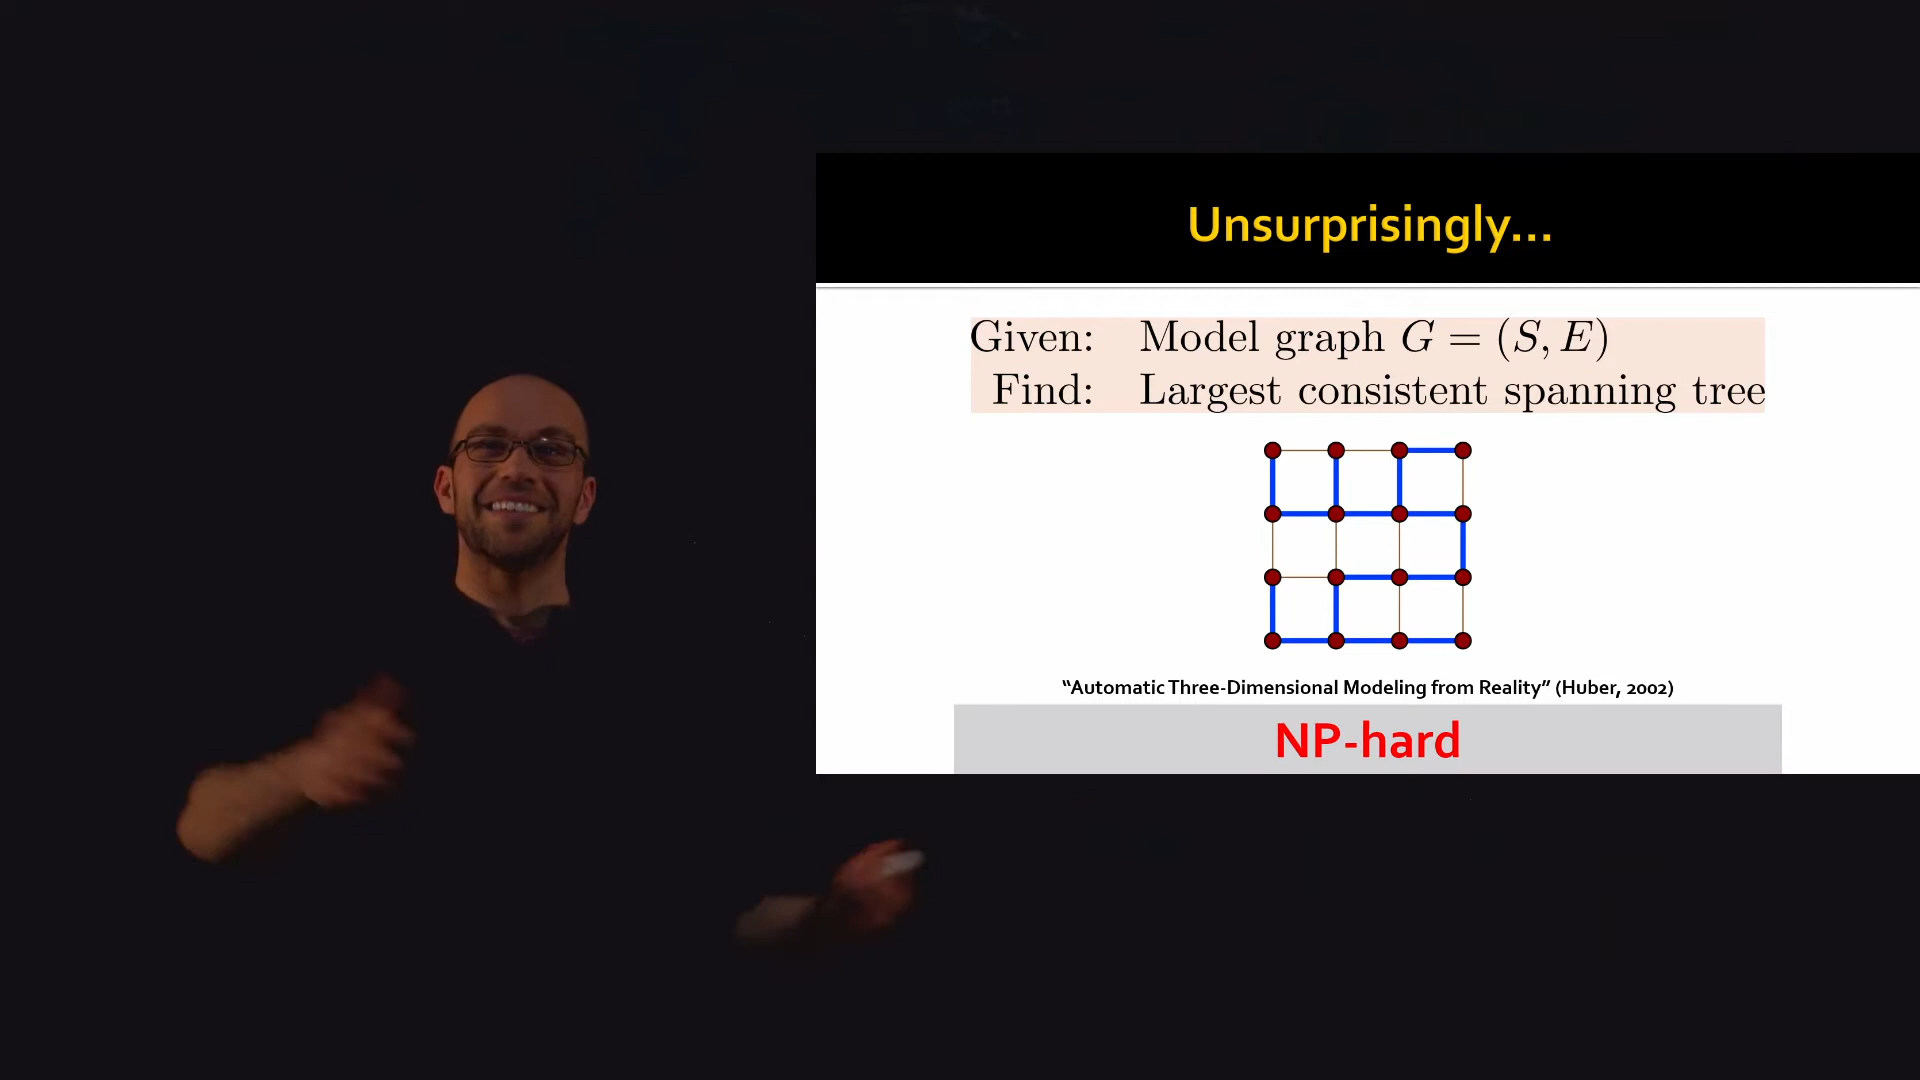 Unsurprisingly...
Given: Model graph G = (S, E)
Find: Largest consistent spanning tree
“Automatic Three-Dimensional Modeling from Reality” (Huber, 2002)
NP-hard